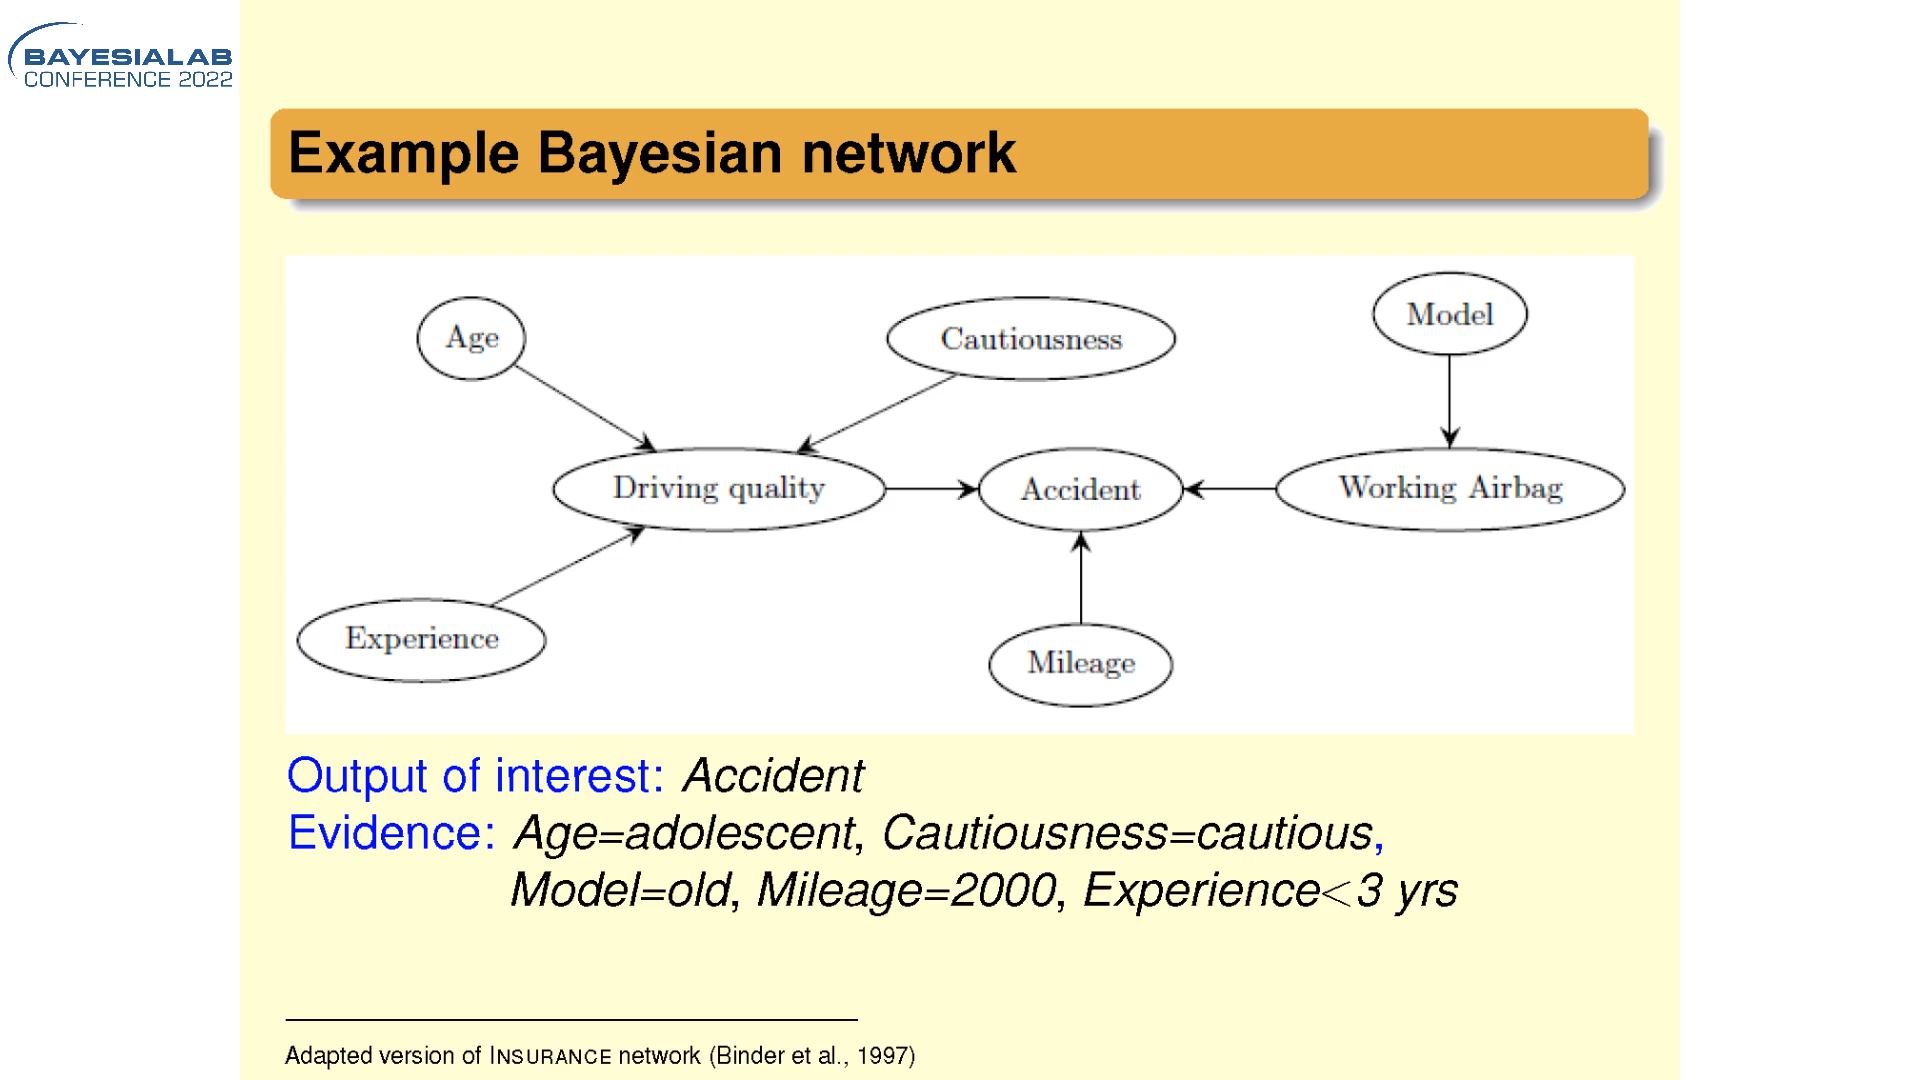 BAYESIALAB
CONFERENCE 2022
Example Bayesian network
Age
Cautiousness
Model
Driving quality
Accident
Working Airbag
Experience
Mileage
Output of interest: Accident
Evidence: Age=adolescent, Cautiousness=cautious,
Model=old, Mileage=2000, Experience<3 yrs
Adapted version of INSURANCE network (Binder et al., 1997)